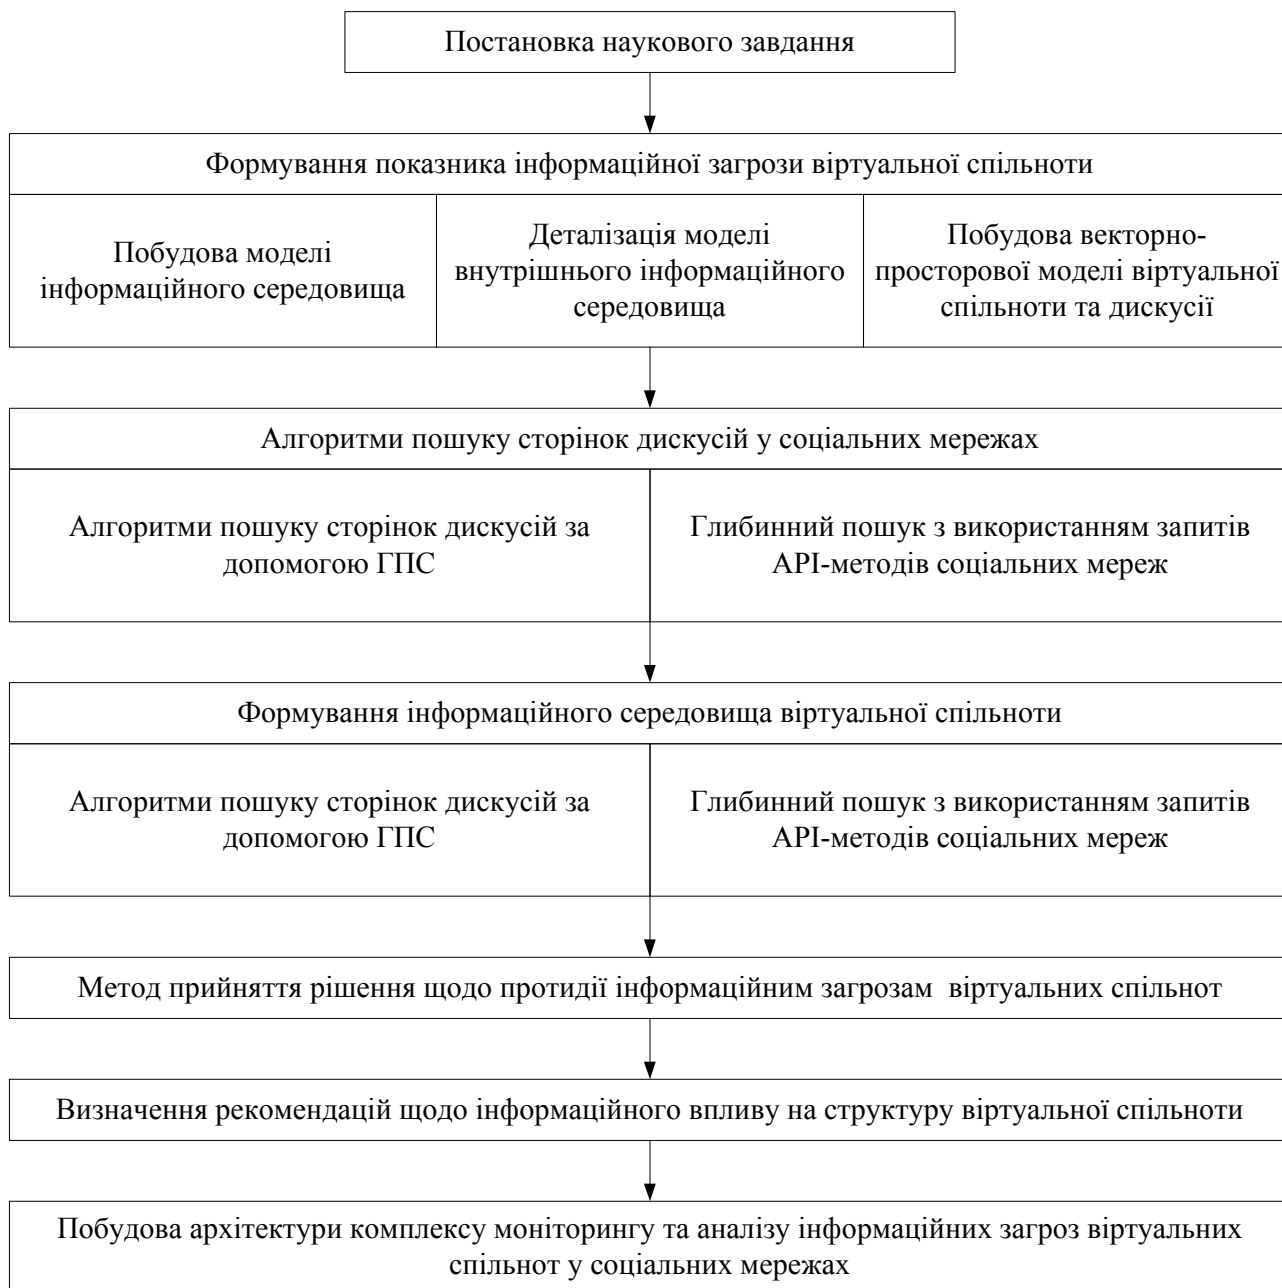 Постановка наукового завдання
Формування показника інформаційної загрози віртуальної спільноти
Побудова моделі
інформаційного середовища
Деталізація моделі
внутрішнього інформаційного
середовища
Побудова векторно-
просторової моделі віртуальної
спільноти та дискусії
Алгоритми пошуку сторінок дискусій у соціальних мережах
Алгоритми пошуку сторінок дискусій за
допомогою ГПС
Глибинний пошук з використанням запитів
АРІ-методів соціальних мереж
Формування інформаційного середовища віртуальної спільноти
Алгоритми пошуку сторінок дискусій за
допомогою ГПС
Глибинний пошук з використанням запитів
АРІ-методів соціальних мереж
Метод прийняття рішення щодо протидії інформаційним загрозам  віртуальних спільнот
Визначення рекомендацій щодо інформаційного впливу на структуру віртуальної спільноти
Побудова архітектури комплексу моніторингу та аналізу інформаційних загроз віртуальних
спільнот у соціальних мережах